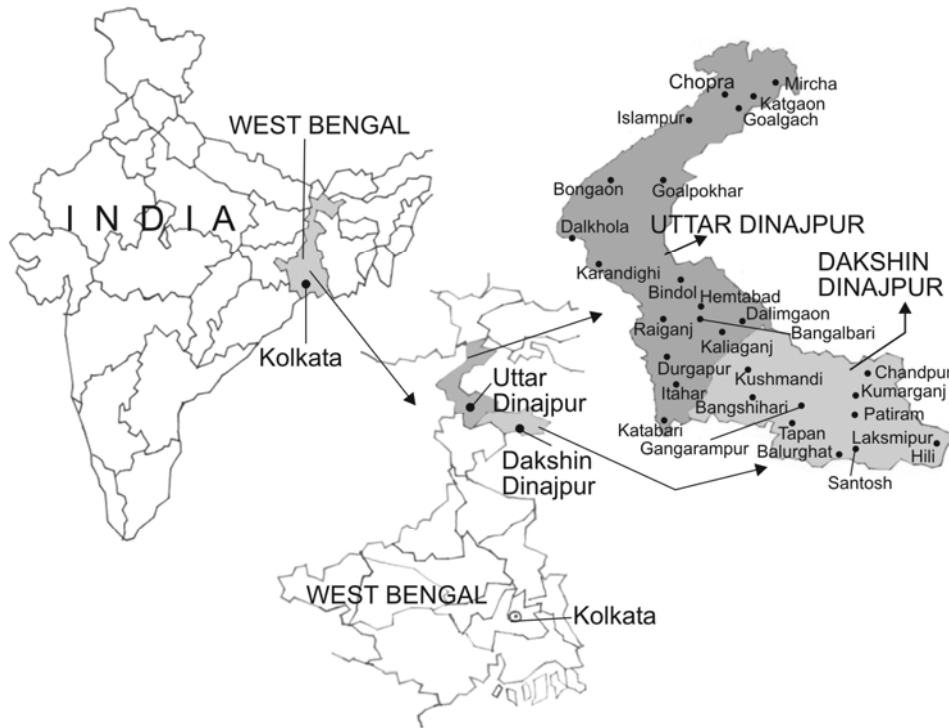 WEST BENGAL
INDIA
Kolkata
Uttar
Dinajpur
Dakshin
Dinajpur
WEST BENGAL
Kolkata
Mircha
Chopra
Katgaon
Goalgach
Islampur
Bongaon
Goalpokhar
Dalkhola
UTTAR DINAJPUR
Karandighi
Bindol
DAKSHIN
DINAJPUR
Hemtabad
Dalimgaon
Raiganj
Bangalbari
Kaliaganj
Durgapur
Kushmandi
Chandpur
Itahar
Kumarganj
Bangshihari
Patiram
Katabari
Gangarampur
Tapan
Laksmipur
Balurghat
Hili
Santosh